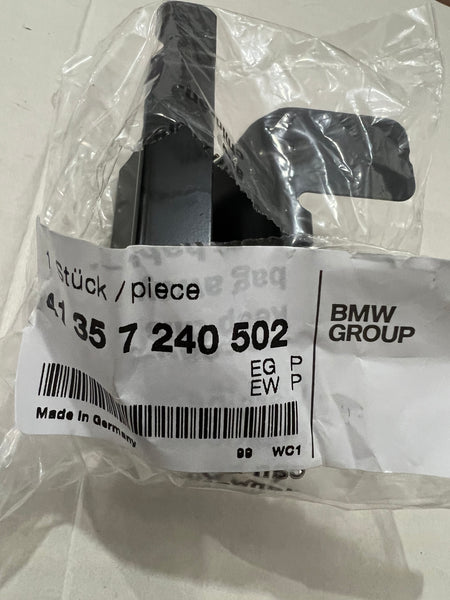 1 Stück / piece
41 35 7 240 502
EG P
EW P
Made in Germany
99 WC1
BMW
GROUP